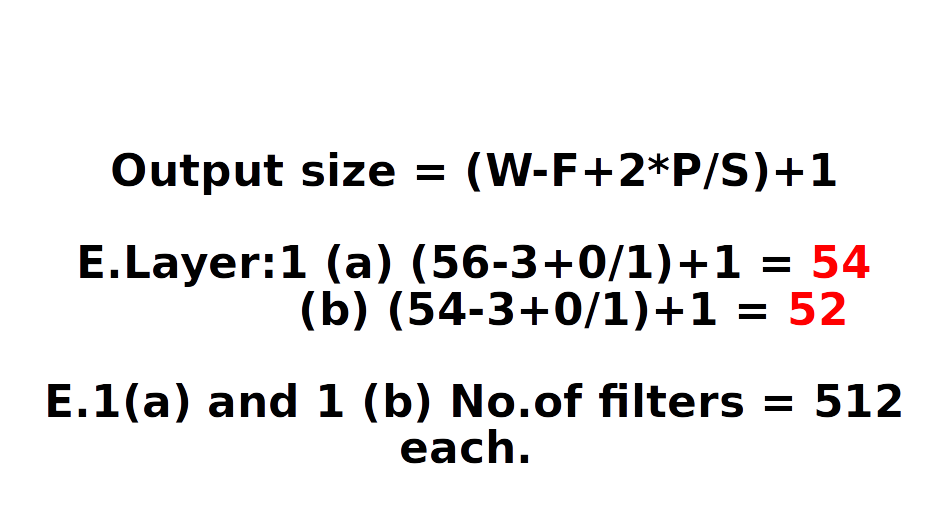 Output size = (W-F+2*P/S)+1
E.Layer:1 (a) (56-3+0/1)+1 = 54
(b) (54-3+0/1)+1 = 52
E.1(a) and 1 (b) No.of filters = 512
each.